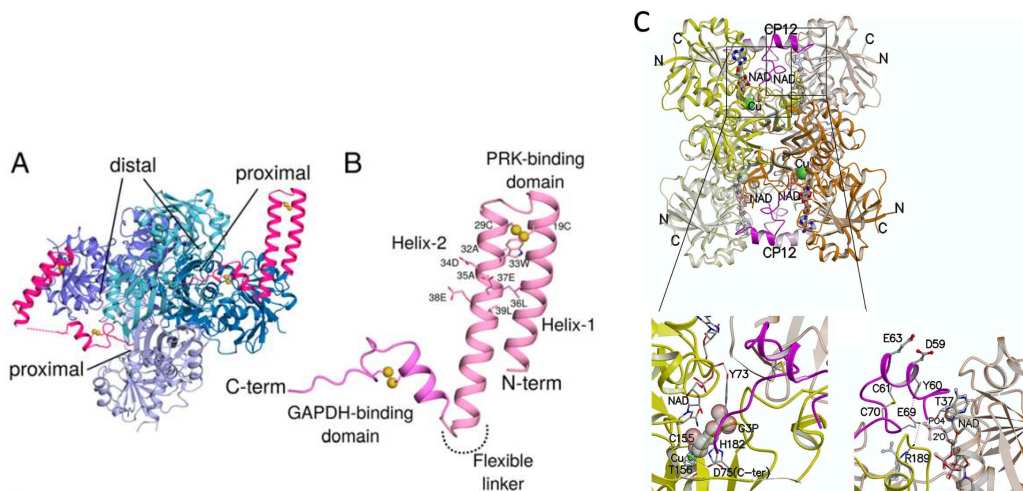 A
distal
proximal
proximal
B
PRK-binding
domain
29C
19C
Helix-2
32A
33W
34D
35A
37E
38E
36L
39L
Helix-1
N-term
C-term
GAPDH-binding
domain
Flexible
linker
C
C
CP12
C
N
N
NAD
NAD
Cu
Cu
NAD
NAD
N
N
C
C
CP12
Y73
NAD
G3P
C155
H182
Cu
T156
D75(C-ter)
E63
D59
C61
Y60
T37
C70
E69
PO4
NAD
R189